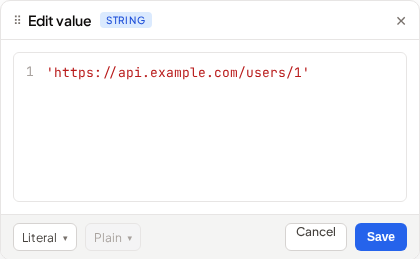 Edit value STRING
1 'https://api.example.com/users/1'
Literal Plain Cancel Save